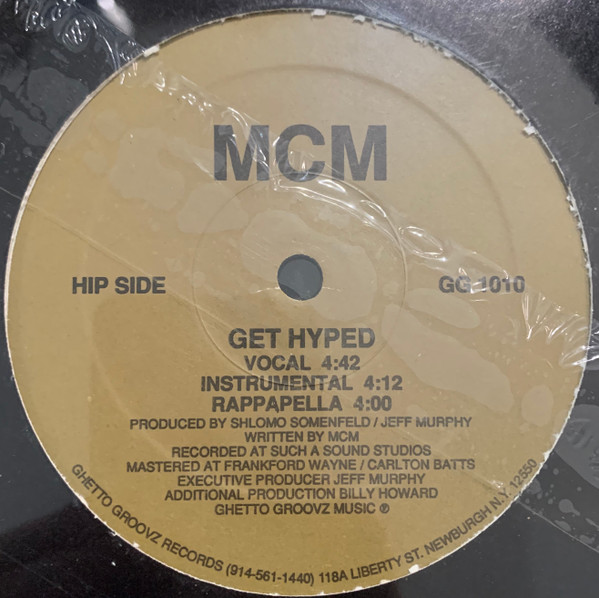 MCM
HIP SIDE
GG 1010
GET HYPED
VOCAL 4:42
INSTRUMENTAL 4:12
RAPPAPELLA 4:00
PRODUCED BY SHLOMO SOMENFELD / JEFF MURPHY
WRITTEN BY MCM
RECORDED AT SUCH A SOUND STUDIOS
MASTERED AT FRANKFORD WAYNE / CARLTON BATTS
EXECUTIVE PRODUCER JEFF MURPHY
ADDITIONAL PRODUCTION BILLY HOWARD
GHETTO GROOVZ MUSIC ℗
GHETTO GROOVZ RECORDS (914-561-1440) 118A LIBERTY ST. NEWBURGH N.Y. 12550